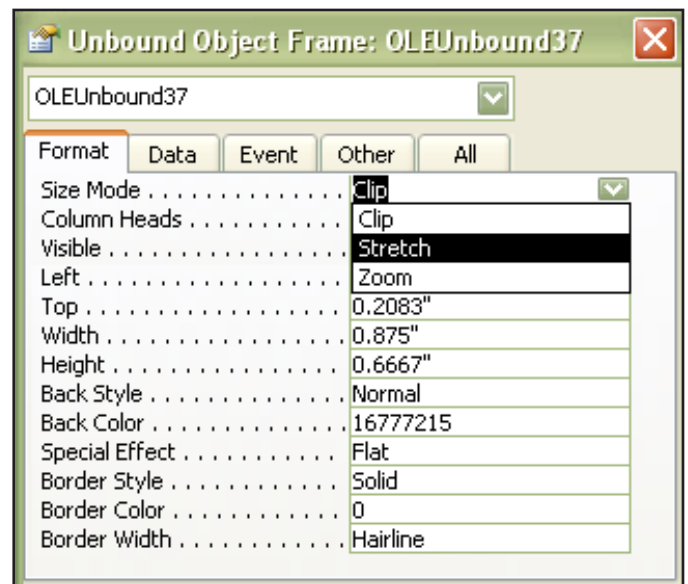 Unbound Object Frame: OLEUnbound37
OLEUnbound37
Format Data Event Other All
Size Mode . . . . . . . . . . . . . . Clip
Column Heads . . . . . . . . . . . Clip
Visible . . . . . . . . . . . . . . . . . Stretch
Left . . . . . . . . . . . . . . . . . . . Zoom
Top . . . . . . . . . . . . . . . . . . . 0.2083"
Width . . . . . . . . . . . . . . . . . 0.875"
Height . . . . . . . . . . . . . . . . 0.6667"
Back Style . . . . . . . . . . . . . . Normal
Back Color . . . . . . . . . . . . . . 16777215
Special Effect . . . . . . . . . . . Flat
Border Style . . . . . . . . . . . . Solid
Border Color . . . . . . . . . . . . 0
Border Width . . . . . . . . . . . . Hairline